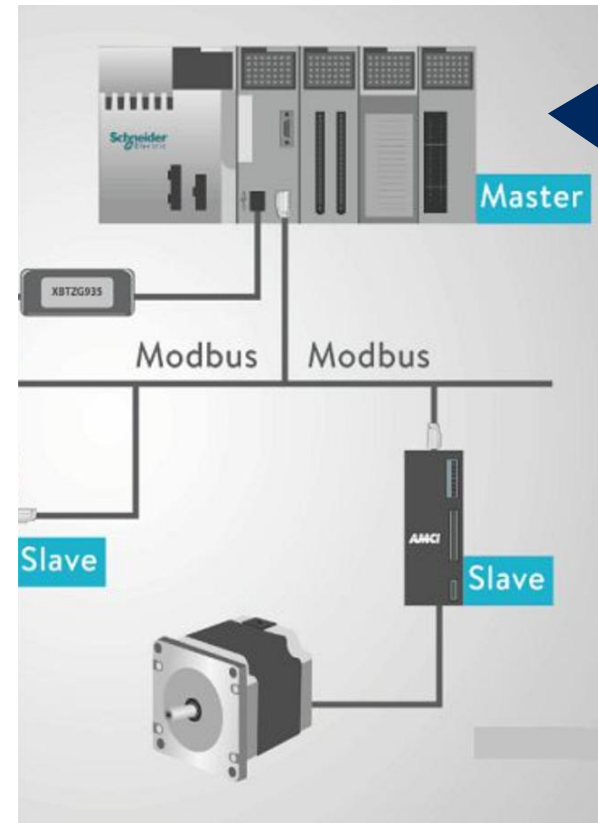 Schneider
Electric
Master
XBTZG935
Modbus Modbus
AMCI
Slave
Slave